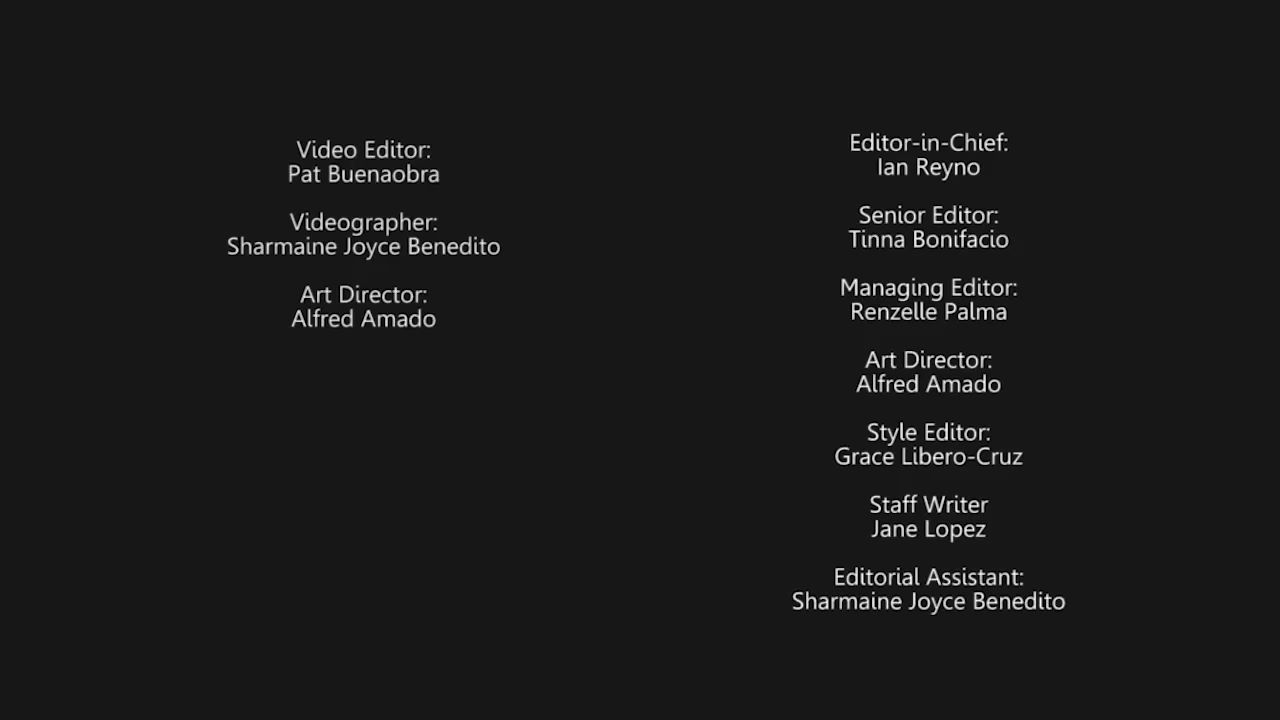 Video Editor:
Pat Buenaobra
Videographer:
Sharmaine Joyce Benedito
Art Director:
Alfred Amado
Editor-in-Chief:
Ian Reyno
Senior Editor:
Tinna Bonifacio
Managing Editor:
Renzelle Palma
Art Director:
Alfred Amado
Style Editor:
Grace Libero-Cruz
Staff Writer
Jane Lopez
Editorial Assistant:
Sharmaine Joyce Benedito